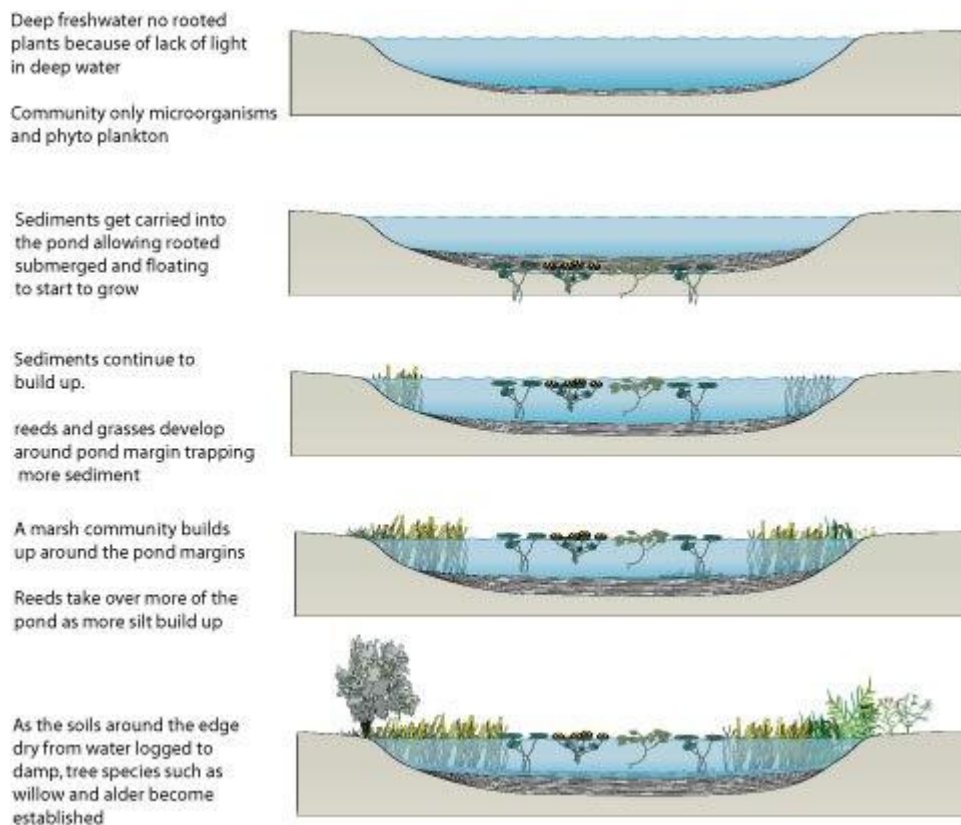 Deep freshwater no rooted
plants because of lack of light
in deep water
Community only microorganisms
and phyto plankton
Sediments get carried into
the pond allowing rooted
submerged and floating
to start to grow
Sediments continue to
build up.
reeds and grasses develop
around pond margin trapping
more sediment
A marsh community builds
up around the pond margins
Reeds take over more of the
pond as more silt build up
As the soils around the edge
dry from water logged to
damp, tree species such as
willow and alder become
established